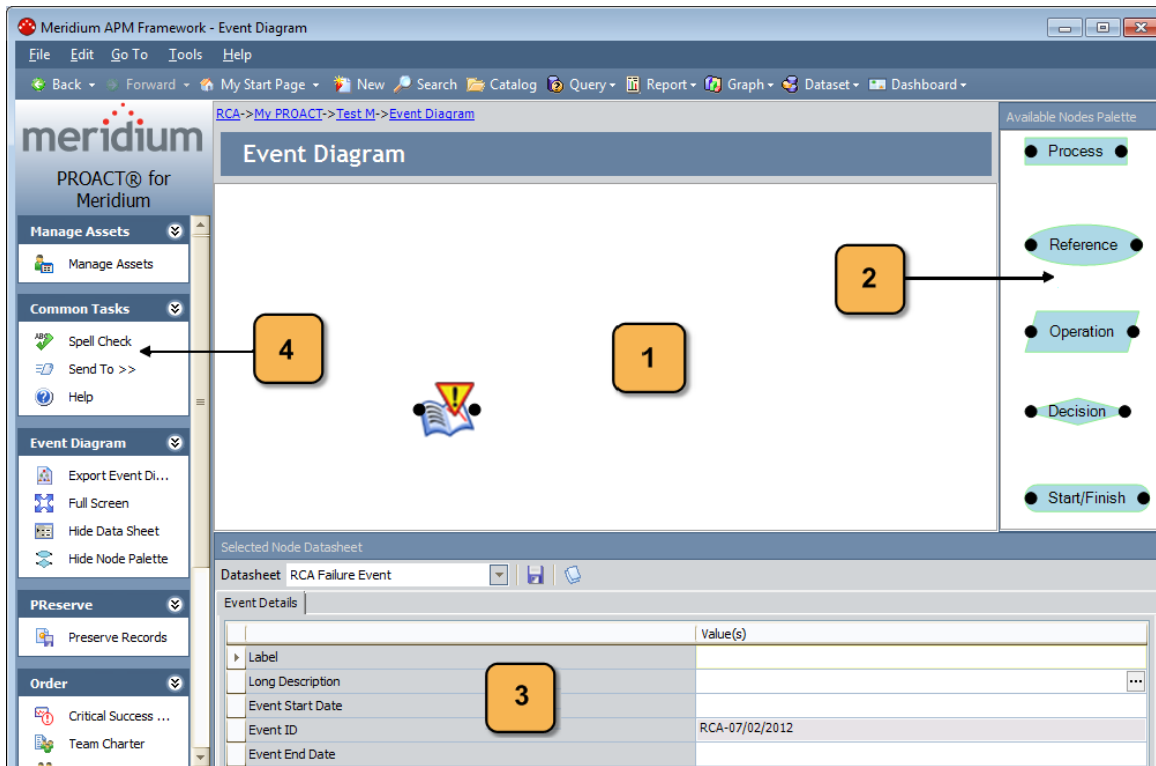 Meridium APM Framework - Event Diagram
File Edit Go To Tools Help
Back Forward My Start Page New Search Catalog Query Report Graph Dataset Dashboard
meridium
PROACT® for
Meridium
Manage Assets
Manage Assets
Common Tasks
ABC
Spell Check
Send To >>
Help
Event Diagram
Export Event Di...
Full Screen
Hide Data Sheet
Hide Node Palette
PReserve
Preserve Records
Order
Critical Success ...
Team Charter
RCA->My PROACT->Test M->Event Diagram
Event Diagram
1
2
4
Available Nodes Palette
Process
Reference
Operation
Decision
Start/Finish
Selected Node Datasheet
Datasheet RCA Failure Event
Event Details
Value(s)
Label
Long Description ...
Event Start Date
Event ID RCA-07/02/2012
Event End Date
3